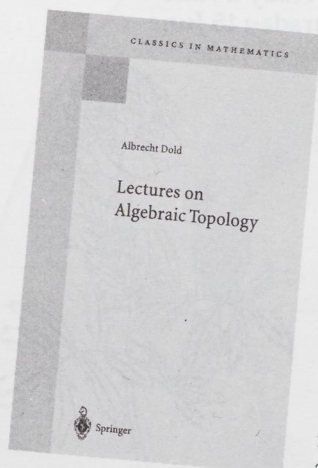 CLASSICS IN MATHEMATICS
Albrecht Dold
Lectures on
Algebraic Topology
Springer